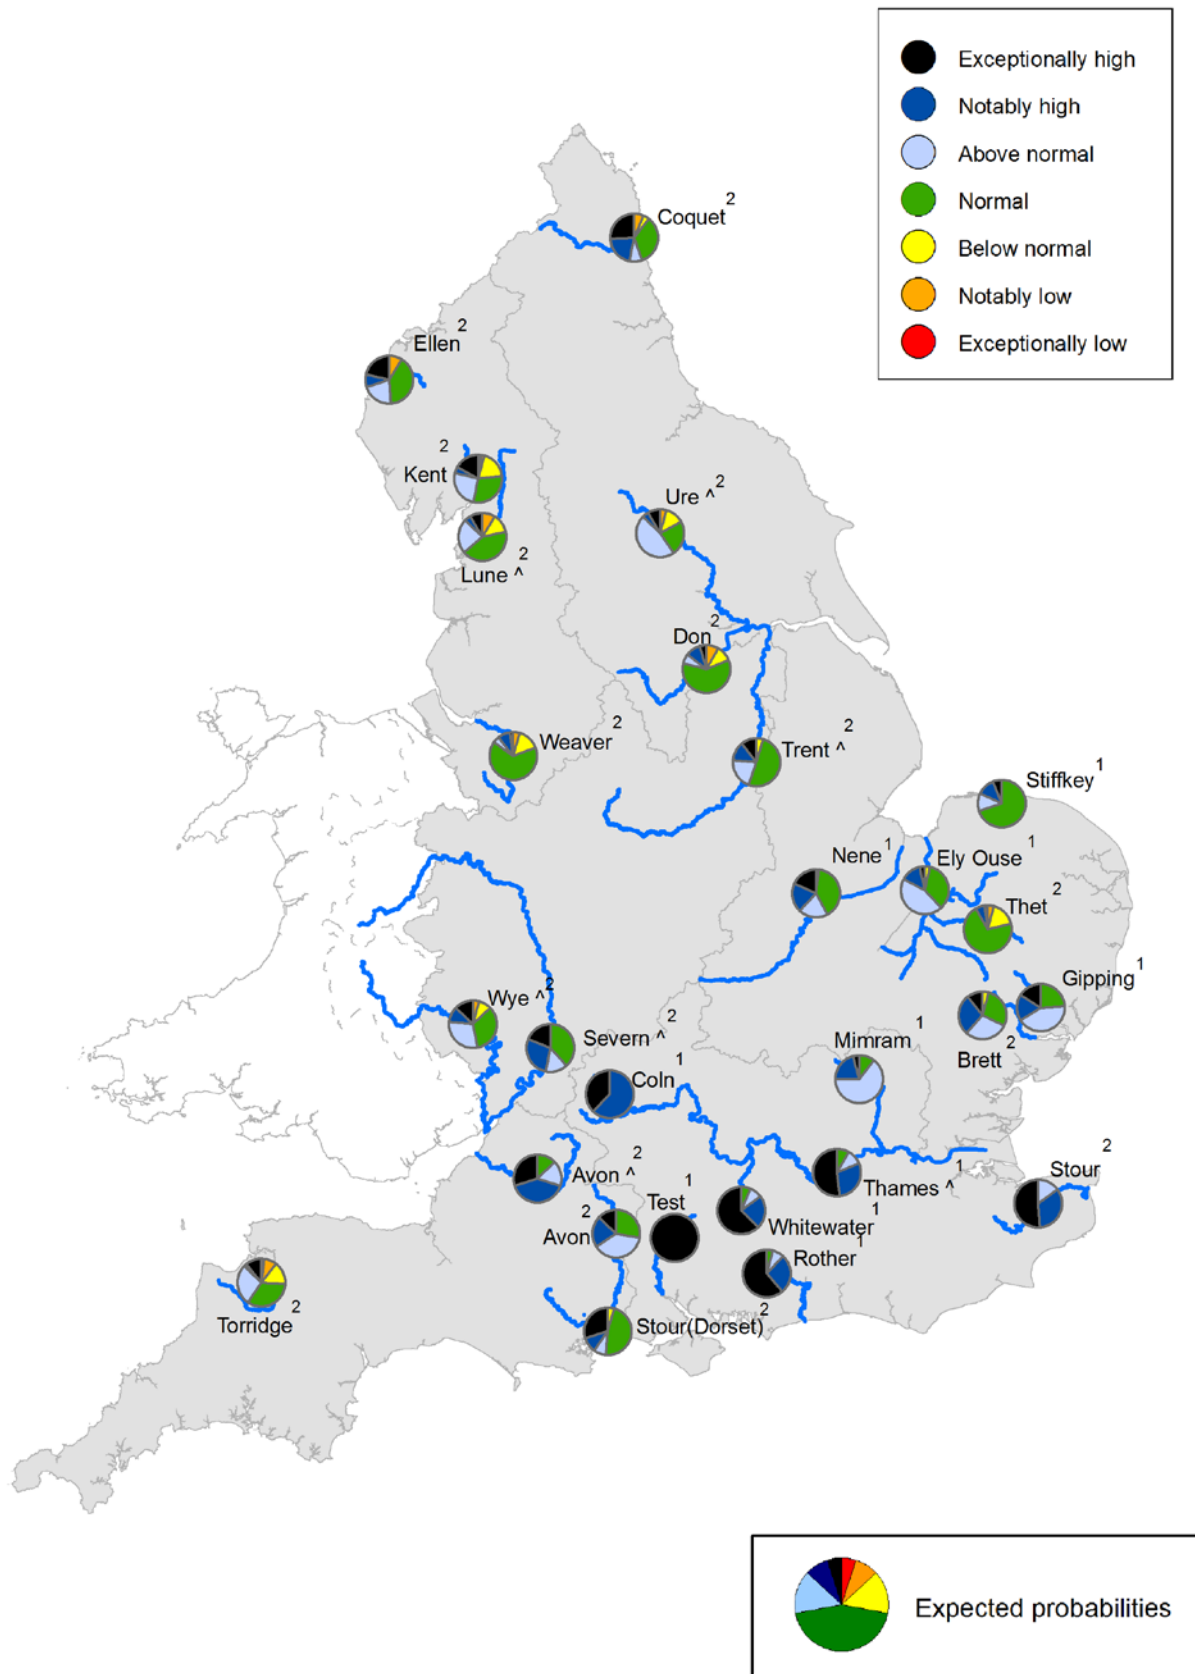 Exceptionally high
Notably high
Above normal
Normal
Below normal
Notably low
Exceptionally low
Coquet 2
Ellen 2
Kent 2
Lune ^ 2
Ure ^ 2
Don 2
Weaver 2
Trent ^ 2
Stiffkey 1
Nene 1
Ely Ouse 1
Thet 2
Gipping 1
Brett 2
Mimram 1
Wye ^ 2
Severn ^ 2
Coln 1
Avon ^ 2
Avon 2
Test 1
Thames ^ 1
Whitewater 1
Stour 2
Rother 1
Torridge 2
Stour(Dorset) 2
Expected probabilities